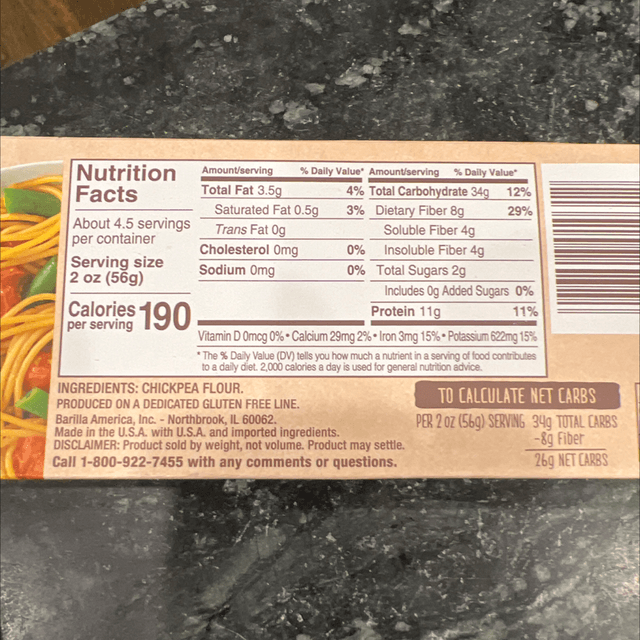 Nutrition
Facts
About 4.5 servings
per container
Serving size
2 oz (56g)
Calories 190
per serving
Amount/serving % Daily Value*
Total Fat 3.5g 4%
Saturated Fat 0.5g 3%
Trans Fat 0g
Cholesterol 0mg 0%
Sodium 0mg 0%
Amount/serving % Daily Value*
Total Carbohydrate 34g 12%
Dietary Fiber 8g 29%
Soluble Fiber 4g
Insoluble Fiber 4g
Total Sugars 2g
Includes 0g Added Sugars 0%
Protein 11g 11%
Vitamin D 0mcg 0% • Calcium 29mg 2% • Iron 3mg 15% • Potassium 622mg 15%
* The % Daily Value (DV) tells you how much a nutrient in a serving of food contributes
to a daily diet. 2,000 calories a day is used for general nutrition advice.
INGREDIENTS: CHICKPEA FLOUR.
PRODUCED ON A DEDICATED GLUTEN FREE LINE.
Barilla America, Inc. - Northbrook, IL 60062.
Made in the U.S.A. with U.S.A. and imported ingredients.
DISCLAIMER: Product sold by weight, not volume. Product may settle.
Call 1-800-922-7455 with any comments or questions.
TO CALCULATE NET CARBS
PER 2 OZ (56g) SERVING 34g TOTAL CARBS
-8g Fiber
26g NET CARBS